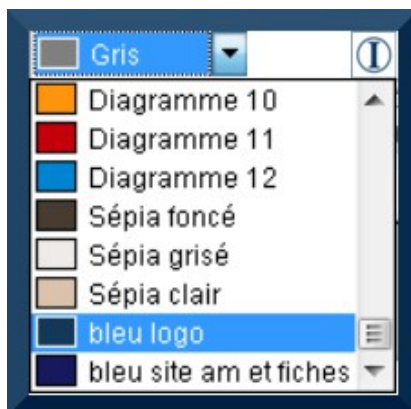 Gris
Diagramme 10
Diagramme 11
Diagramme 12
Sépia foncé
Sépia grisé
Sépia clair
bleu logo
bleu site am et fiches